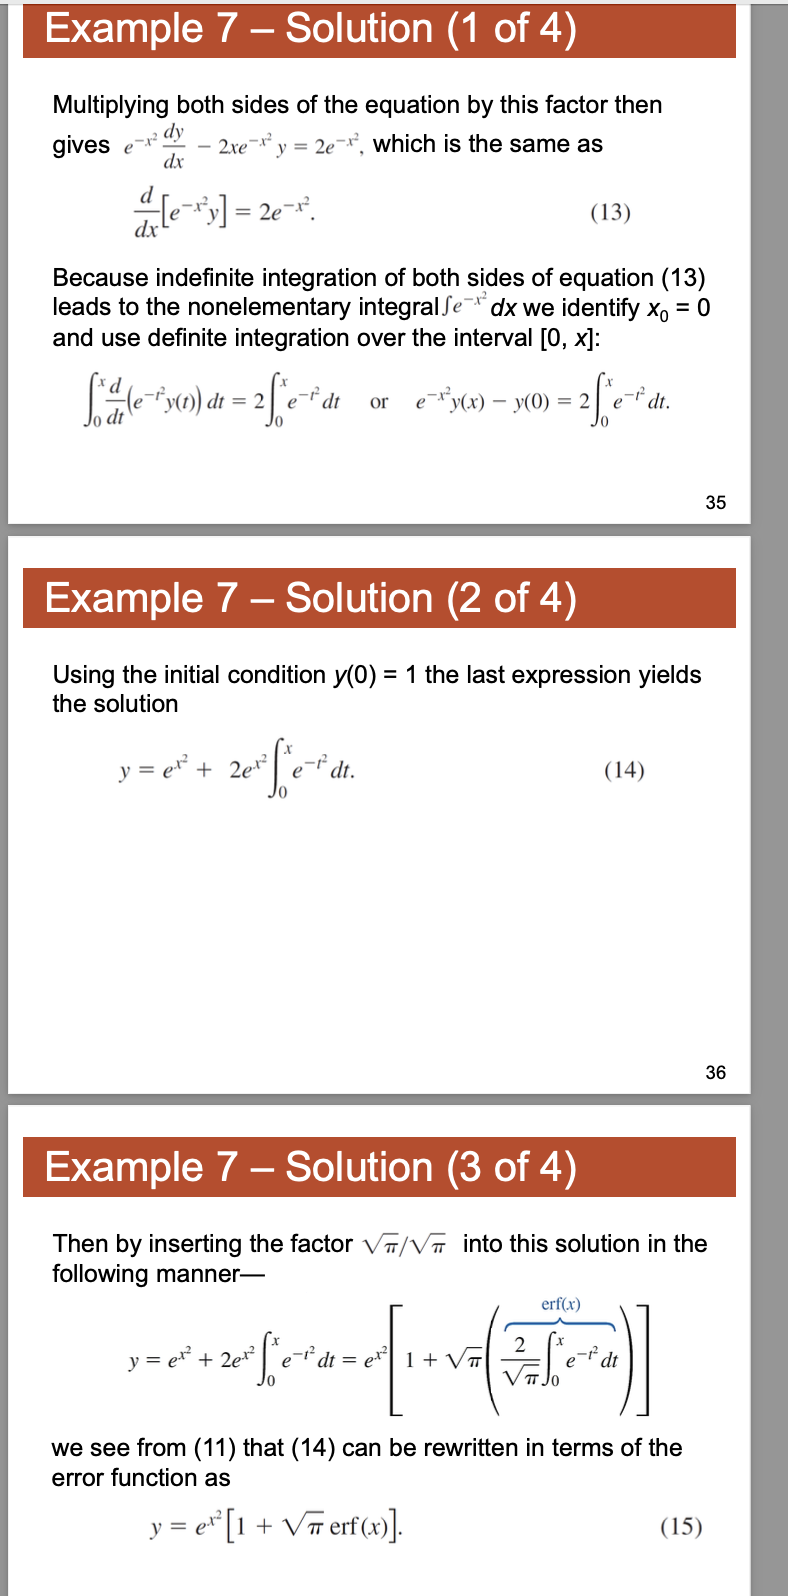 Example 7 – Solution (1 of 4)
Multiplying both sides of the equation by this factor then
gives $e^{-x^2}\frac{dy}{dx} - 2xe^{-x^2}y = 2e^{-x^2}$, which is the same as
$\frac{d}{dx}[e^{-x^2}y] = 2e^{-x^2}.$ (13)
Because indefinite integration of both sides of equation (13)
leads to the nonelementary integral $\int e^{-x^2}$ dx we identify $x_0$ = 0
and use definite integration over the interval [0, x]:
$\int_0^x \frac{d}{dt}(e^{-t^2}y(t))\,dt = 2\int_0^x e^{-t^2}dt$ or $e^{-x^2}y(x) - y(0) = 2\int_0^x e^{-t^2}dt.$
35
Example 7 – Solution (2 of 4)
Using the initial condition y(0) = 1 the last expression yields
the solution
$y = e^{x^2} + 2e^{x^2}\int_0^x e^{-t^2}dt.$ (14)
36
Example 7 – Solution (3 of 4)
Then by inserting the factor $\sqrt{\pi}/\sqrt{\pi}$ into this solution in the
following manner—
$y = e^{x^2} + 2e^{x^2}\int_0^x e^{-t^2}dt = e^{x^2}\left[1 + \sqrt{\pi}\left(\overbrace{\frac{2}{\sqrt{\pi}}\int_0^x e^{-t^2}dt}^{\text{erf}(x)}\right)\right]$
we see from (11) that (14) can be rewritten in terms of the
error function as
$y = e^{x^2}[1 + \sqrt{\pi}\,\text{erf}(x)].$ (15)